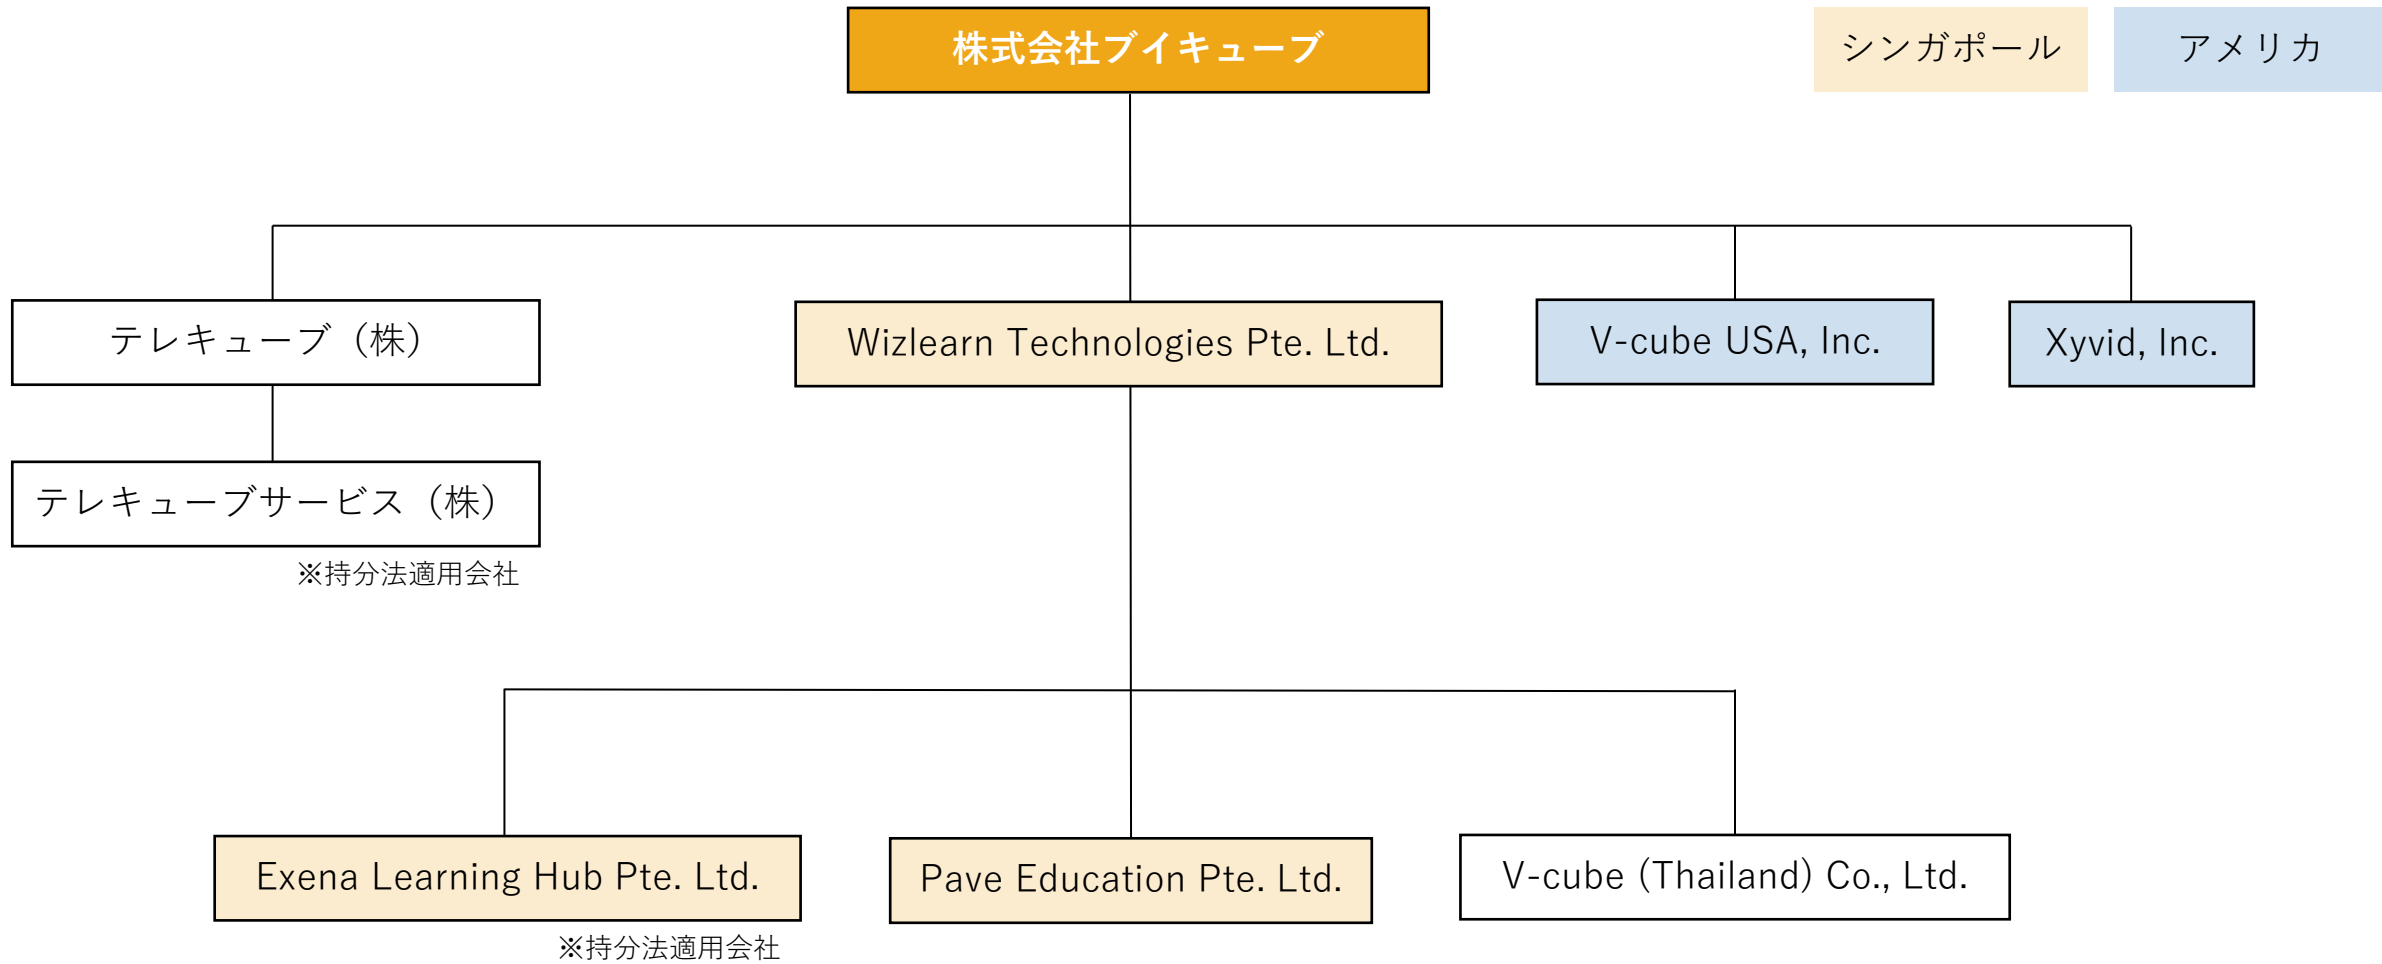 株式会社ブイキューブ
シンガポール
アメリカ
テレキューブ（株）
Wizlearn Technologies Pte. Ltd.
V-cube USA, Inc.
Xyvid, Inc.
テレキューブサービス（株）
※持分法適用会社
Exena Learning Hub Pte. Ltd.
Pave Education Pte. Ltd.
V-cube (Thailand) Co., Ltd.
※持分法適用会社